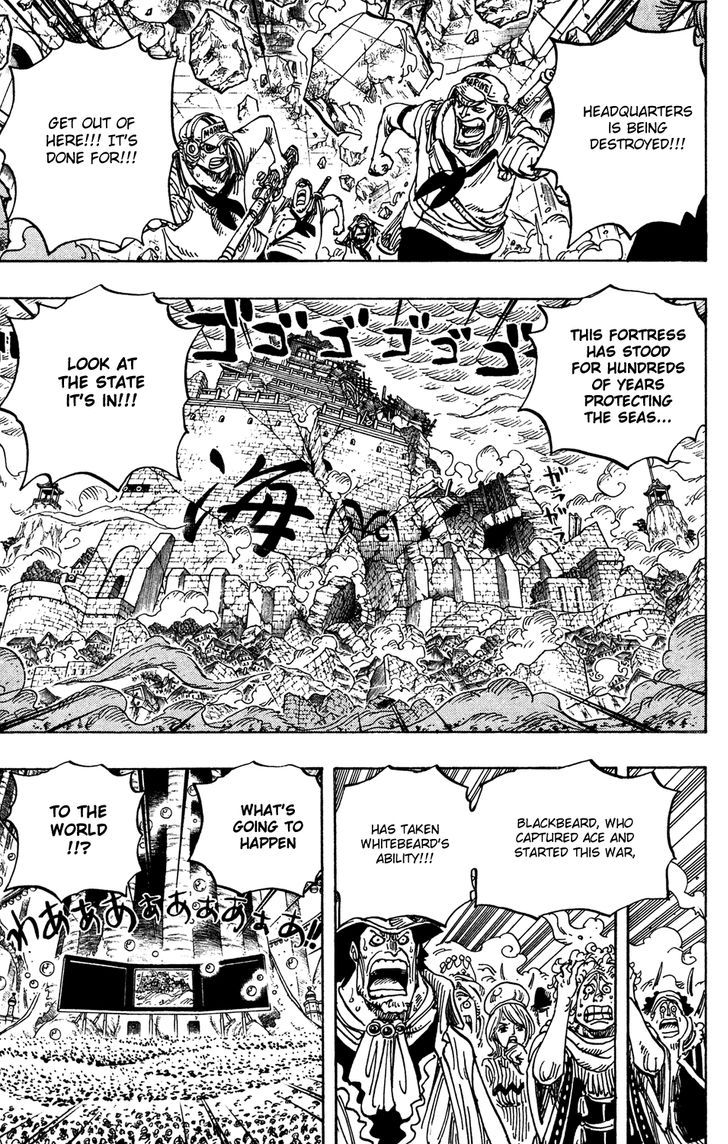 HEADQUARTERS
IS BEING
DESTROYED!!!
GET OUT OF
HERE!!! IT'S
DONE FOR!!!
MARINE
THIS FORTRESS
HAS STOOD
FOR HUNDREDS
OF YEARS
PROTECTING
THE SEAS...
ゴゴゴゴゴゴゴ
LOOK AT
THE STATE
IT'S IN!!!
海
BLACKBEARD, WHO
CAPTURED ACE AND
STARTED THIS WAR,
HAS TAKEN
WHITEBEARD'S
ABILITY!!!
WHAT'S
GOING TO
HAPPEN
TO THE
WORLD
!!?